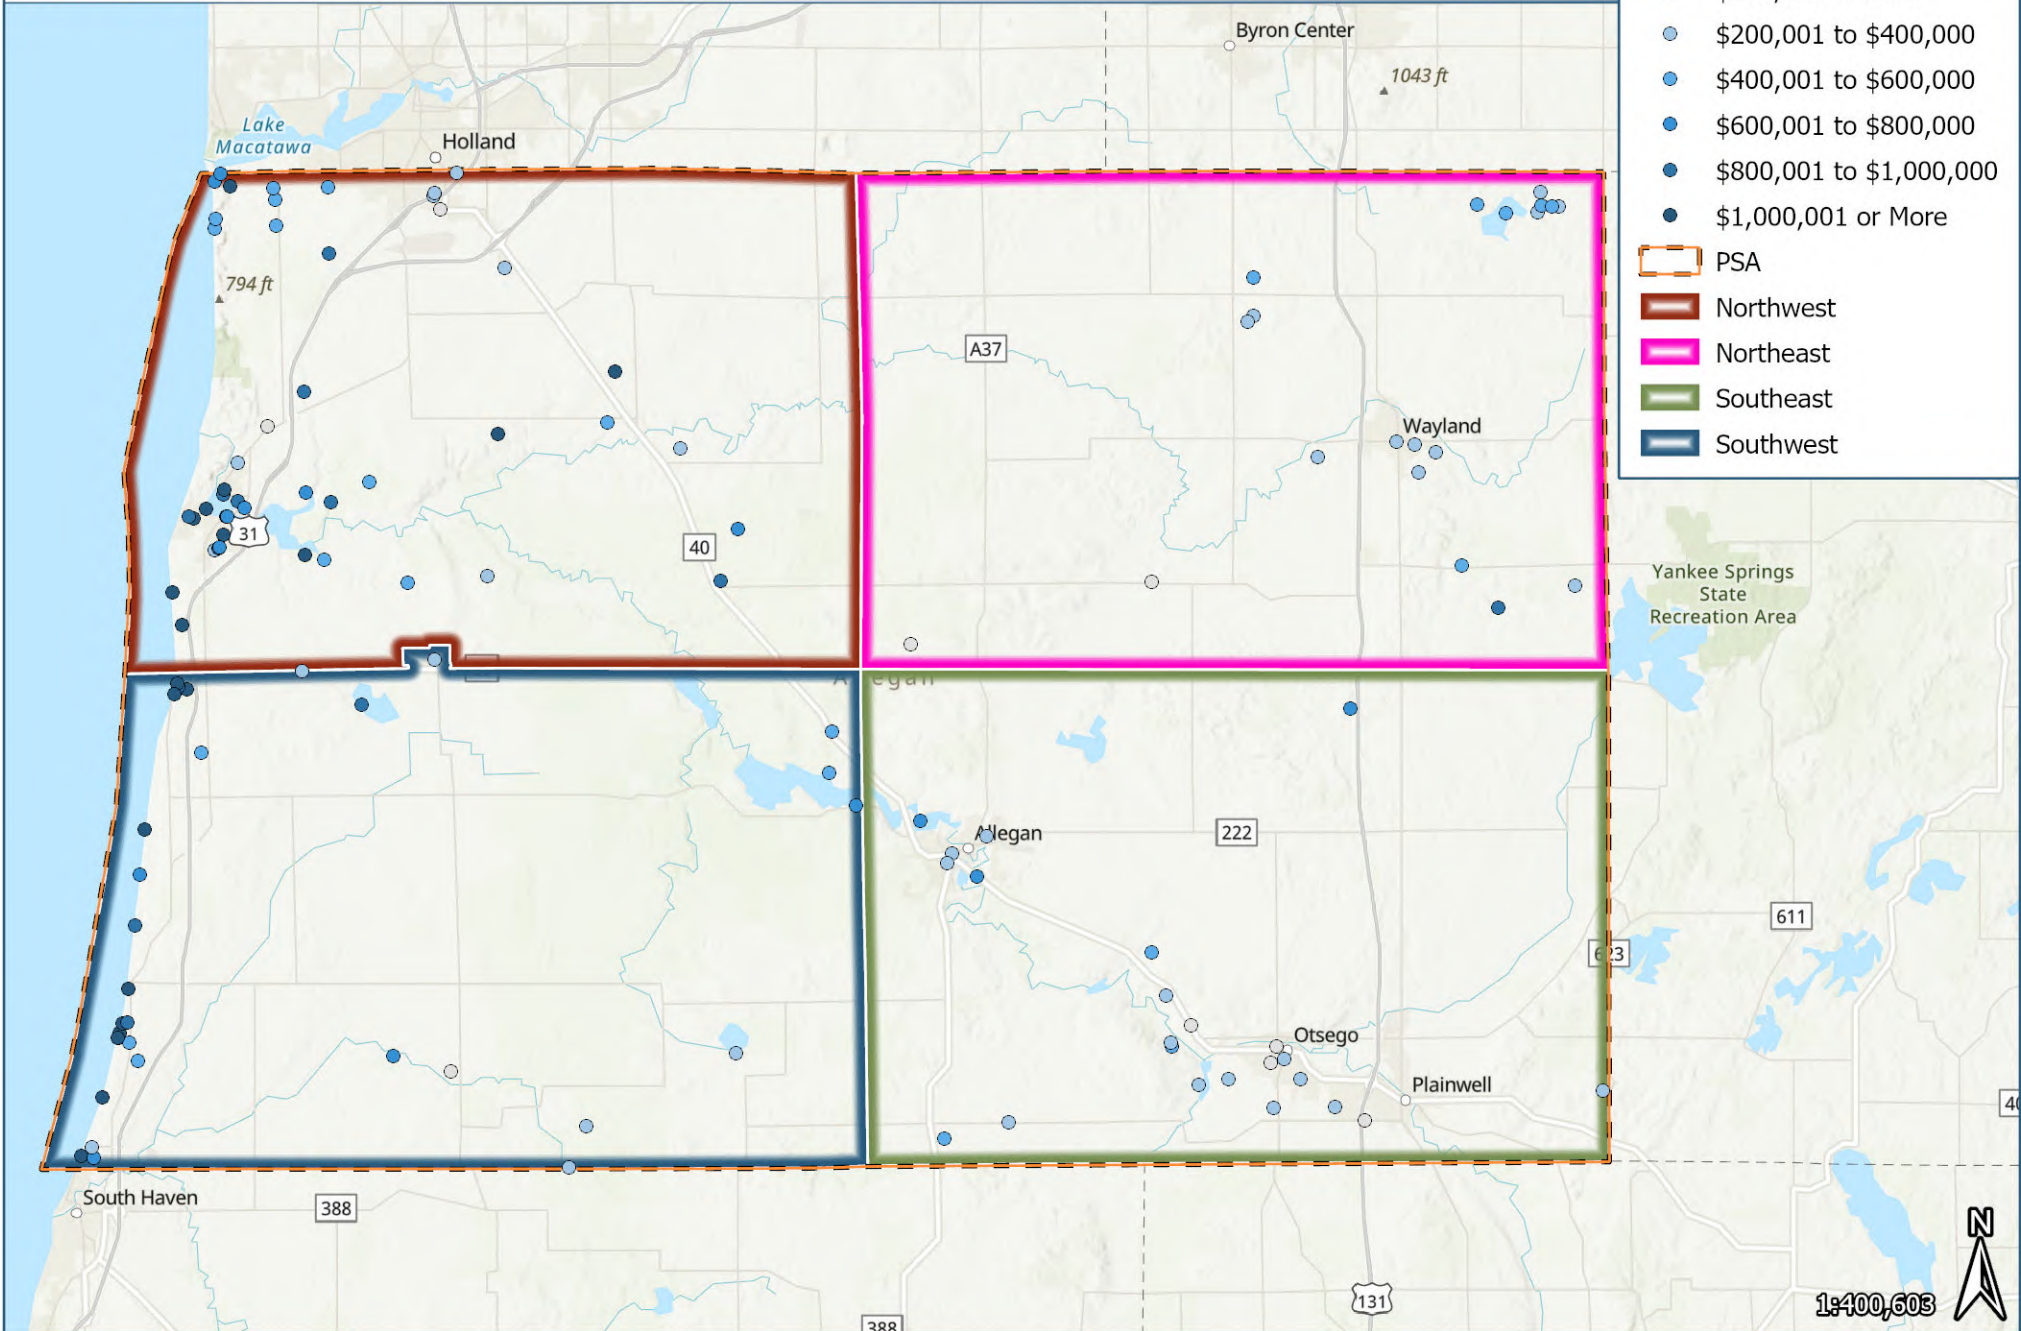 Byron Center
1043 ft
Lake
Macatawa
Holland
794 ft
A37
Wayland
31
40
Yankee Springs
State
Recreation Area
Allegan
222
611
623
Otsego
Plainwell
40
South Haven
388
388
131
$200,001 to $400,000
$400,001 to $600,000
$600,001 to $800,000
$800,001 to $1,000,000
$1,000,001 or More
PSA
Northwest
Northeast
Southeast
Southwest
N
1:400,603